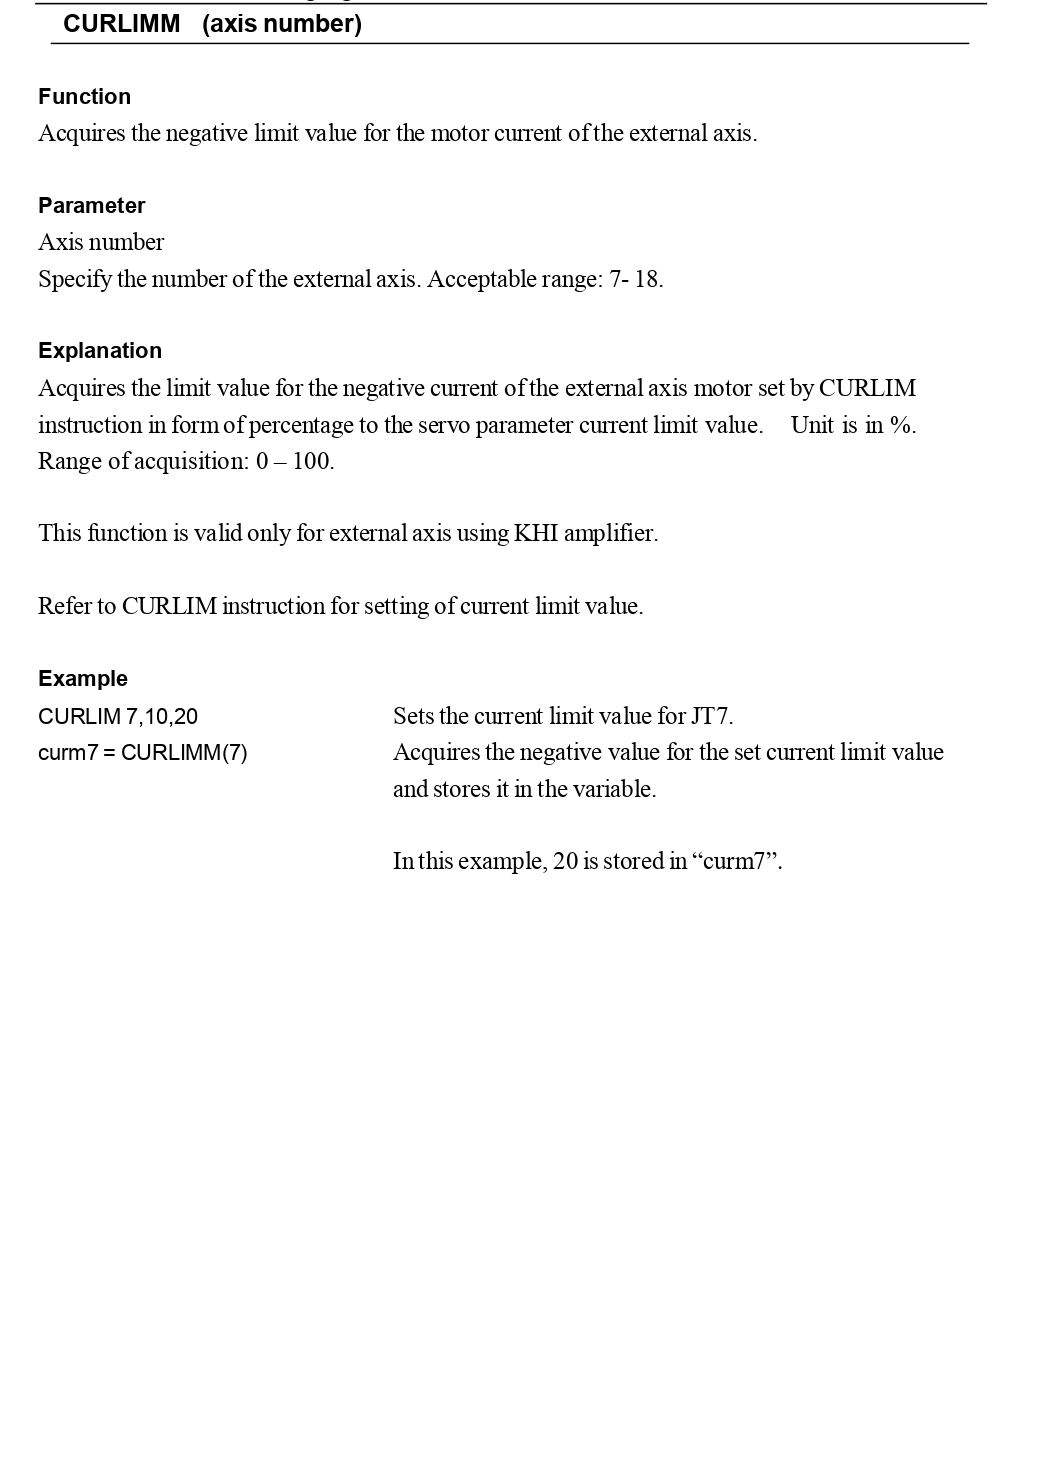 CURLIMM (axis number)
Function
Acquires the negative limit value for the motor current of the external axis.
Parameter
Axis number
Specify the number of the external axis. Acceptable range: 7- 18.
Explanation
Acquires the limit value for the negative current of the external axis motor set by CURLIM
instruction in form of percentage to the servo parameter current limit value. Unit is in %.
Range of acquisition: 0 – 100.
This function is valid only for external axis using KHI amplifier.
Refer to CURLIM instruction for setting of current limit value.
Example
CURLIM 7,10,20 Sets the current limit value for JT7.
curm7 = CURLIMM(7) Acquires the negative value for the set current limit value
and stores it in the variable.
In this example, 20 is stored in “curm7”.